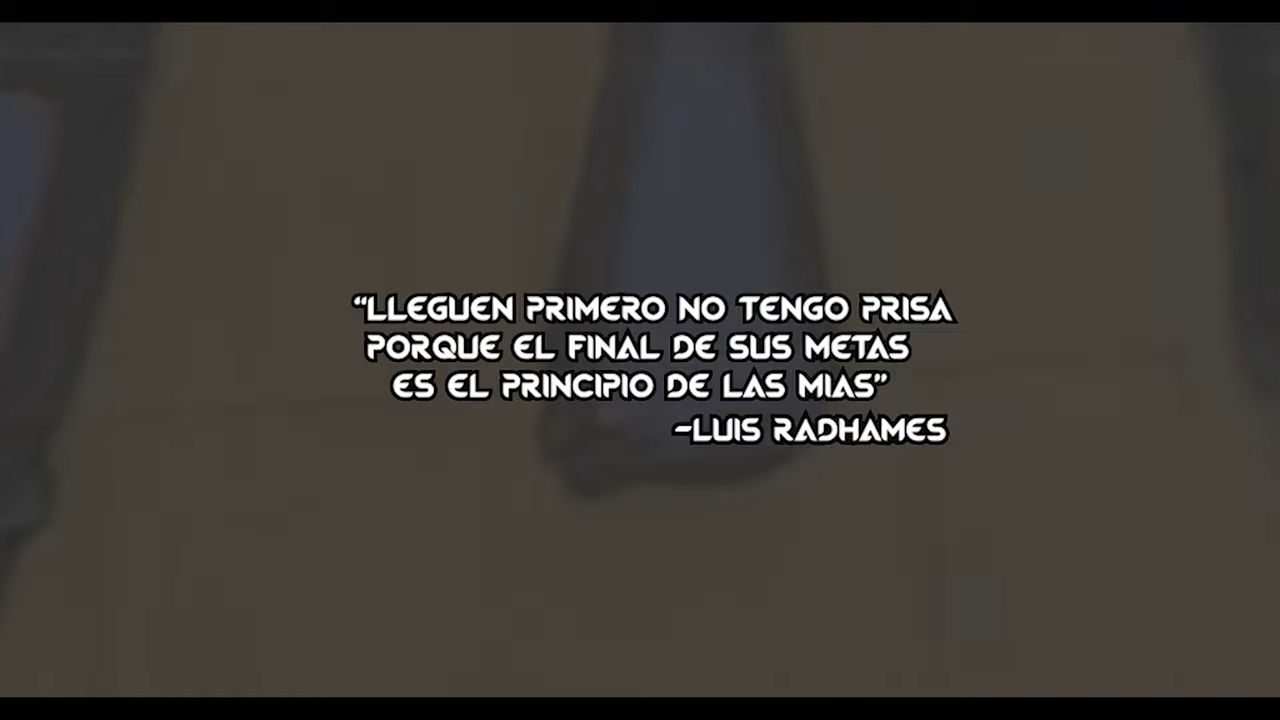 “LLEGUEN PRIMERO NO TENGO PRISA
PORQUE EL FINAL DE SUS METAS
ES EL PRINCIPIO DE LAS MIAS”
-LUIS RADHAMES